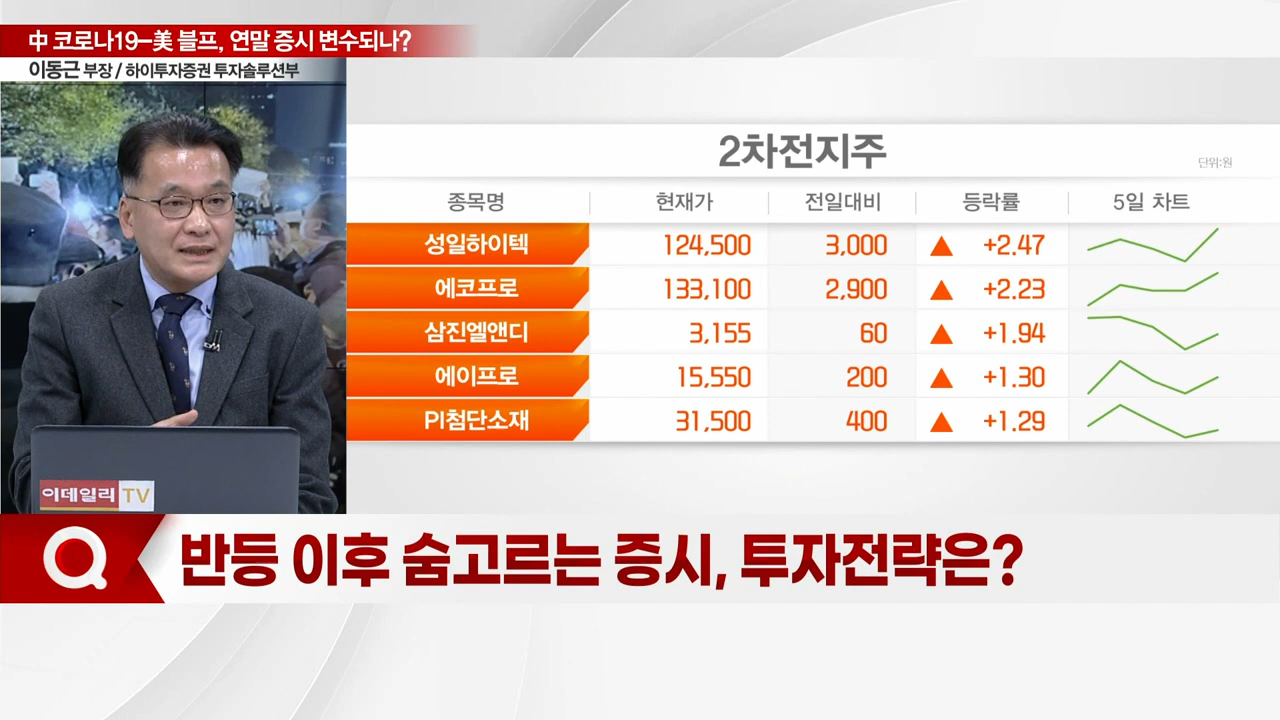 中 코로나19-美 블프, 연말 증시 변수되나?
이동근 부장 / 하이투자증권 투자솔루션부
2차전지주
단위:원
종목명 현재가 전일대비 등락률 5일 차트
성일하이텍 124,500 3,000 ▲ +2.47
에코프로 133,100 2,900 ▲ +2.23
삼진엘앤디 3,155 60 ▲ +1.94
에이프로 15,550 200 ▲ +1.30
PI첨단소재 31,500 400 ▲ +1.29
이데일리 TV
Q 반등 이후 숨고르는 증시, 투자전략은?